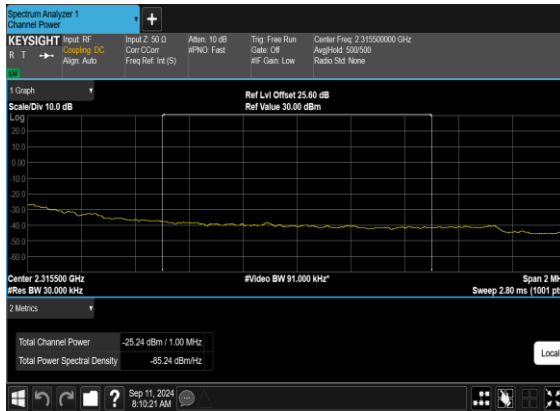 Spectrum Analyzer 1
Channel Power
+
KEYSIGHT Input: RF Input Z: 50 Ω Atten: 10 dB Trig: Free Run Center Freq: 2.315500000 GHz
R T Coupling: DC Corr CCorr #PNO: Fast Gate: Off Avg|Hold: 500/500
Align: Auto Freq Ref: Int (S) #IF Gain: Low Radio Std: None
1 Graph
Ref Lvl Offset 25.60 dB
Scale/Div 10.0 dB Ref Value 30.00 dBm
Log
20.0
10.0
0.00
-10.0
-20.0
-30.0
-40.0
-50.0
-60.0
Center 2.315500 GHz #Video BW 91.000 kHz* Span 2 MH
#Res BW 30.000 kHz Sweep 2.80 ms (1001 pt
2 Metrics
Total Channel Power -25.24 dBm / 1.00 MHz
Total Power Spectral Density -85.24 dBm/Hz
Local
? Sep 11, 2024
8:10:21 AM